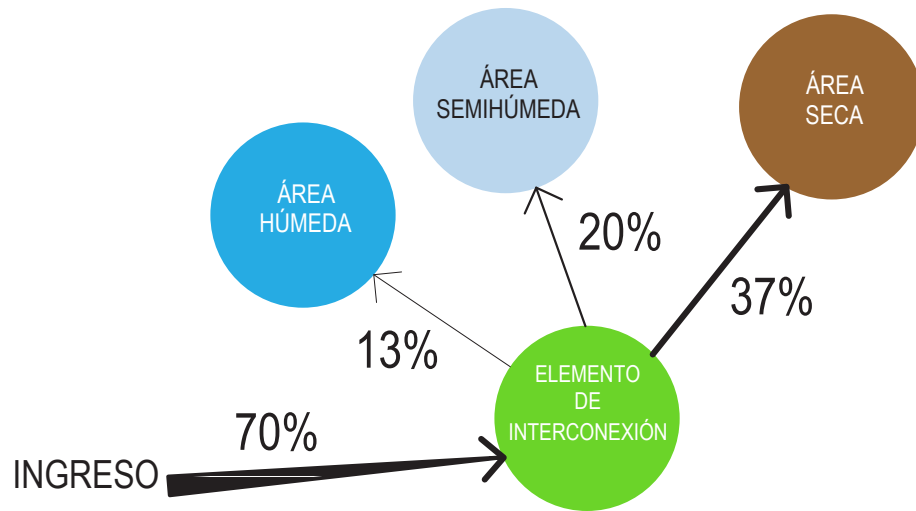 ÁREA
SEMIHÚMEDA
ÁREA
SECA
ÁREA
HÚMEDA
20%
37%
13%
ELEMENTO
DE
INTERCONEXIÓN
70%
INGRESO